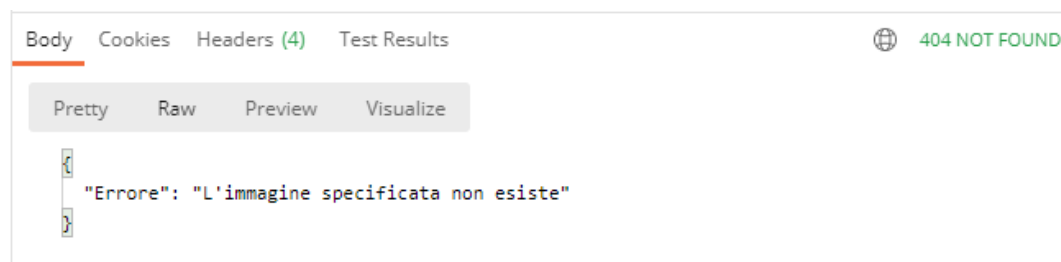 Body Cookies Headers (4) Test Results 404 NOT FOUND
Pretty Raw Preview Visualize
{
"Errore": "L'immagine specificata non esiste"
}